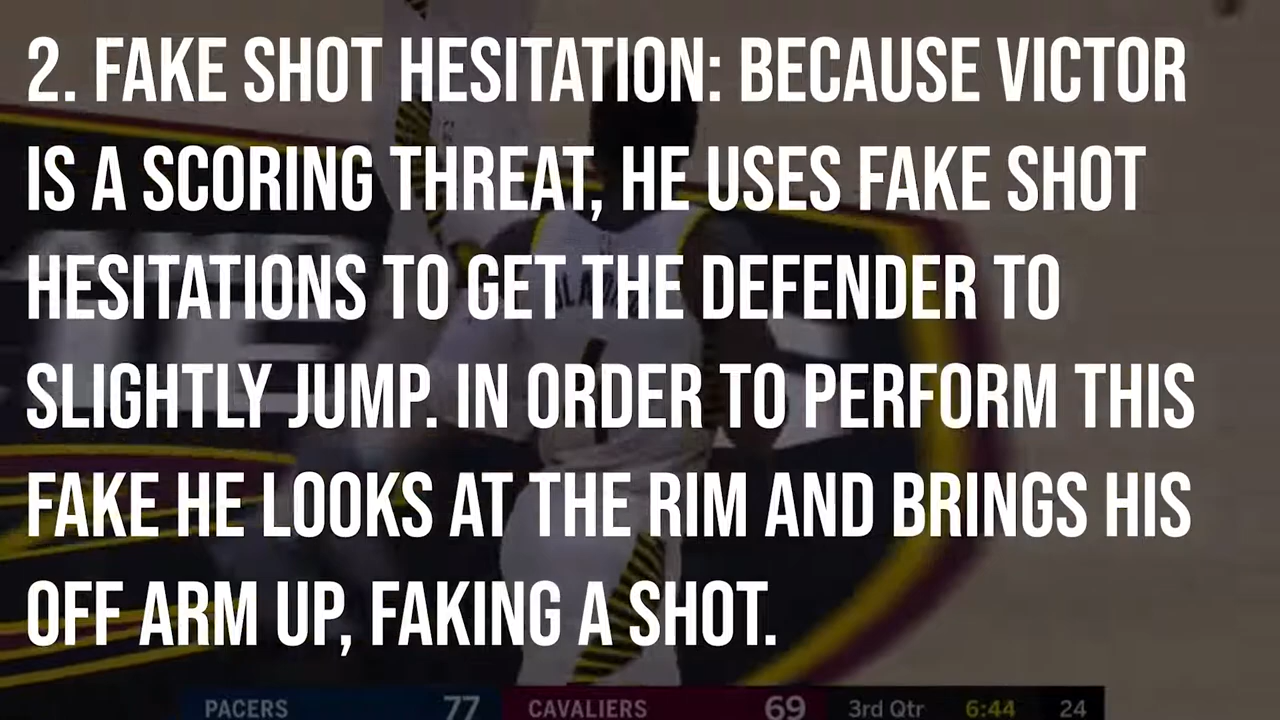 2. FAKE SHOT HESITATION: BECAUSE VICTOR
IS A SCORING THREAT, HE USES FAKE SHOT
HESITATIONS TO GET THE DEFENDER TO
SLIGHTLY JUMP. IN ORDER TO PERFORM THIS
FAKE HE LOOKS AT THE RIM AND BRINGS HIS
OFF ARM UP, FAKING A SHOT.
PACERS 77 CAVALIERS 69 3rd Qtr 6:44 24